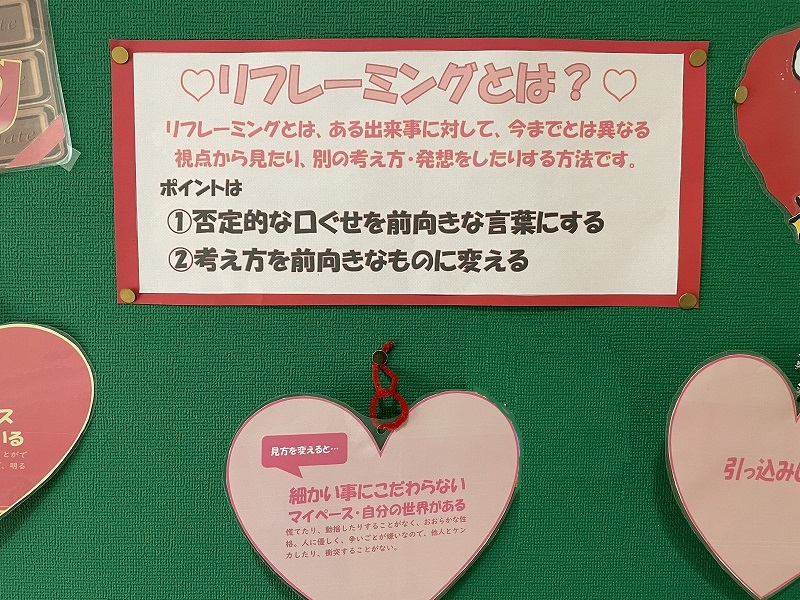 ♡リフレーミングとは？♡
リフレーミングとは、ある出来事に対して、今までとは異なる
視点から見たり、別の考え方・発想をしたりする方法です。
ポイントは
①否定的な口ぐせを前向きな言葉にする
②考え方を前向きなものに変える
ス
いる
とがで
明る
見方を変えると…
細かい事にこだわらない
マイペース・自分の世界がある
慌てたり、動揺したりすることがなく、おおらかな性
格。人に優しく、争いごとが嫌いなので、他人とケン
カしたり、衝突することがない。
引っ込み